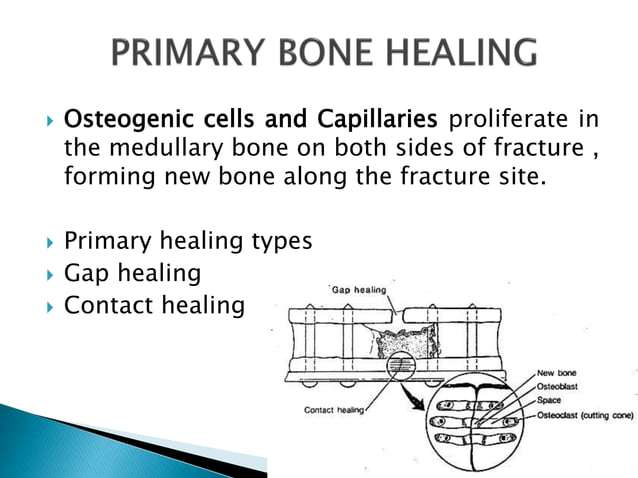 PRIMARY BONE HEALING
Osteogenic cells and Capillaries proliferate in
the medullary bone on both sides of fracture ,
forming new bone along the fracture site.
Primary healing types
Gap healing
Contact healing
Gap healing
New bone
Osteoblast
Space
Osteoclast (cutting cone)
Contact healing